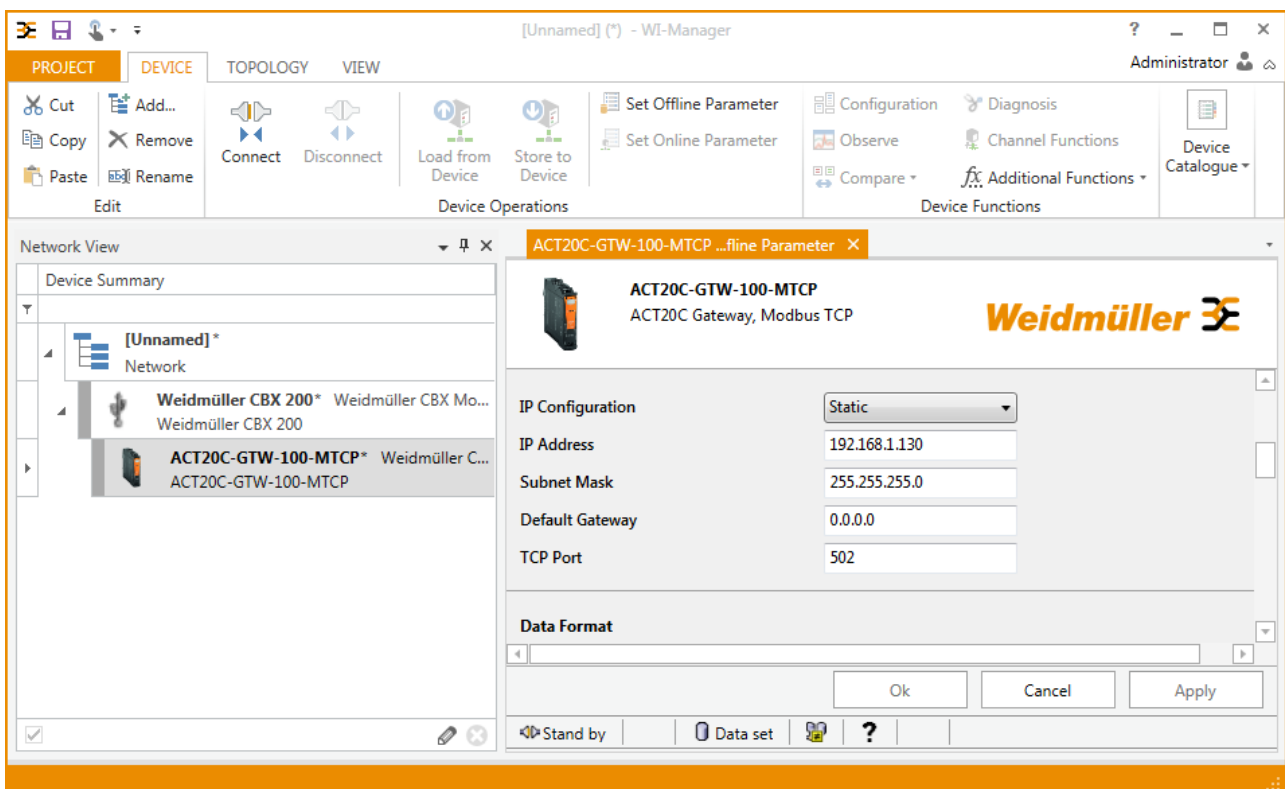 [Unnamed] (*) - WI-Manager
?
PROJECT DEVICE TOPOLOGY VIEW Administrator
Cut Add...
Copy Remove
Paste Rename
Edit
Connect Disconnect Load from Device Store to Device
Set Offline Parameter
Set Online Parameter
Device Operations
Configuration Diagnosis
Observe Channel Functions
Compare fx Additional Functions
Device Functions
Device
Catalogue
Network View
Device Summary
[Unnamed]*
Network
Weidmüller CBX 200* Weidmüller CBX Mo...
Weidmüller CBX 200
ACT20C-GTW-100-MTCP* Weidmüller C...
ACT20C-GTW-100-MTCP
ACT20C-GTW-100-MTCP ...fline Parameter
ACT20C-GTW-100-MTCP
ACT20C Gateway, Modbus TCP
Weidmüller
IP Configuration Static
IP Address 192.168.1.130
Subnet Mask 255.255.255.0
Default Gateway 0.0.0.0
TCP Port 502
Data Format
Ok Cancel Apply
Stand by Data set ?